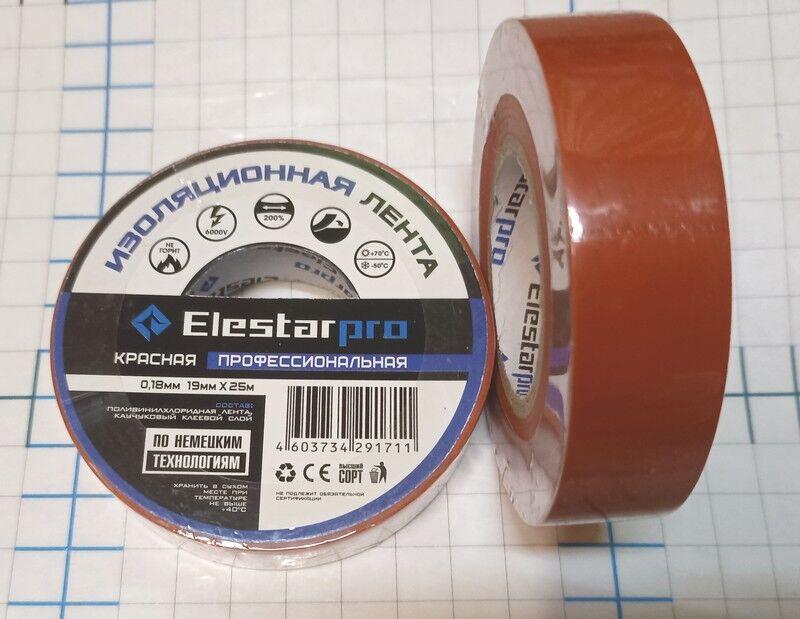 ИЗОЛЯЦИОННАЯ ЛЕНТА
НЕ ГОРИТ
6000V
200%
+70°C
-50°C
Elestarpro
КРАСНАЯ ПРОФЕССИОНАЛЬНАЯ
0,18мм 19мм X 25м
СОСТАВ:
ПОЛИВИНИЛХЛОРИДНАЯ ЛЕНТА,
КАУЧУКОВЫЙ КЛЕЕВОЙ СЛОЙ
ПО НЕМЕЦКИМ
ТЕХНОЛОГИЯМ
ХРАНИТЬ В СУХОМ
МЕСТЕ ПРИ
ТЕМПЕРАТУРЕ
НЕ ВЫШЕ
+40°C
4 603734 291711
CE
ВЫСШИЙ
СОРТ
НЕ ПОДЛЕЖИТ ОБЯЗАТЕЛЬНОЙ
СЕРТИФИКАЦИИ
Elestarpro
starpro